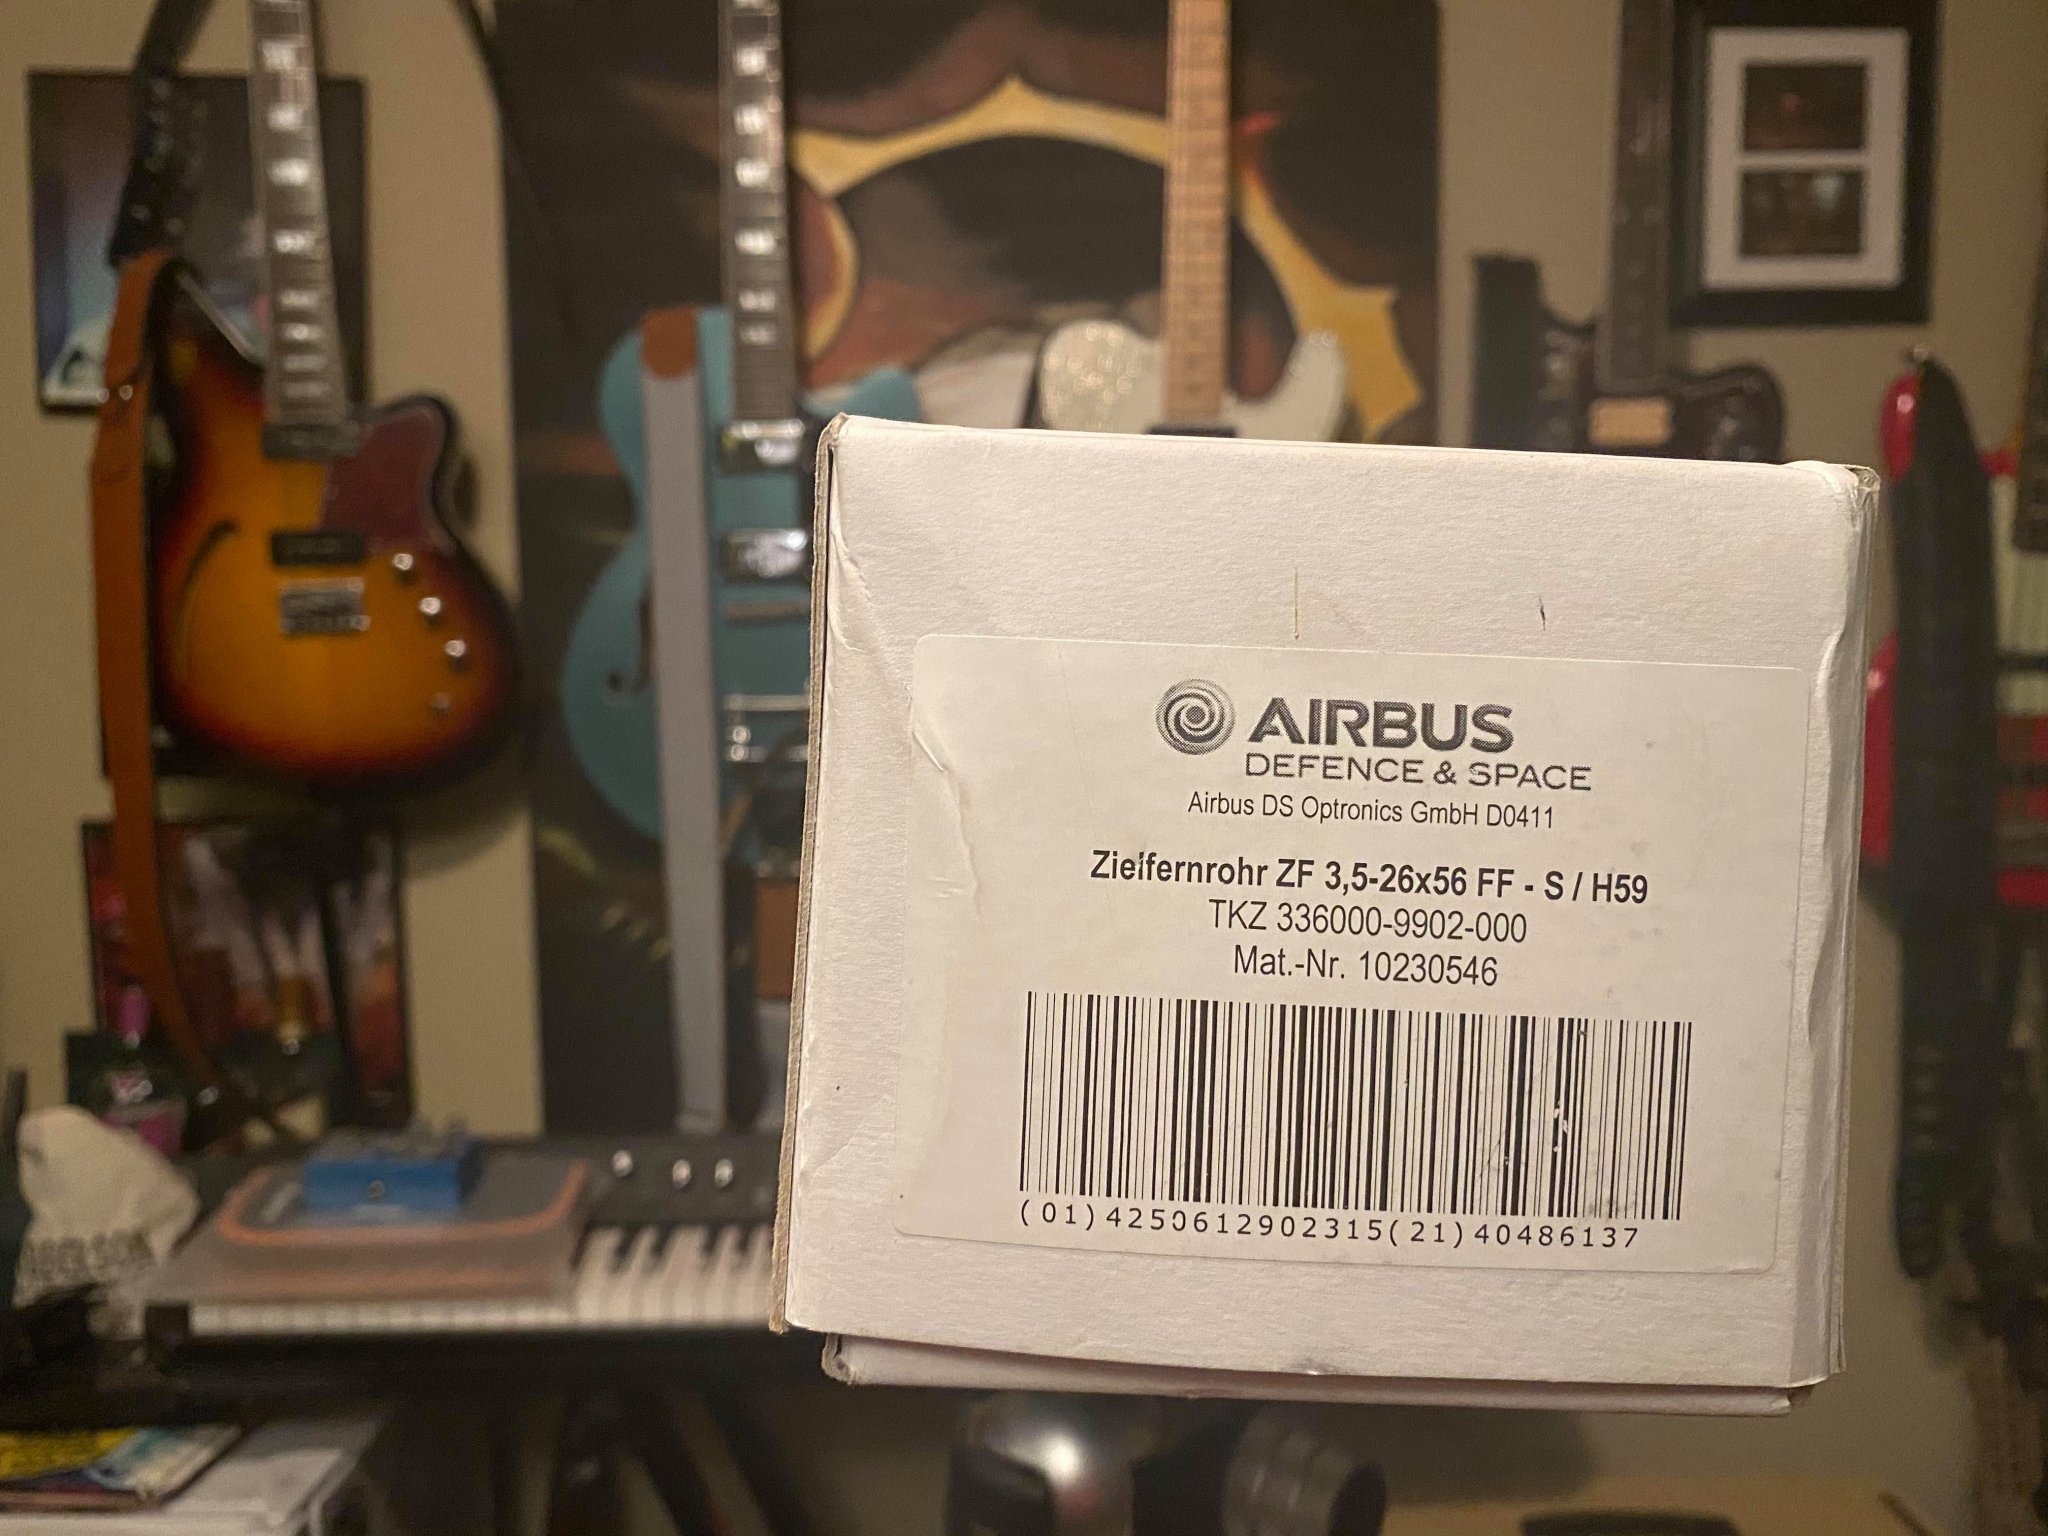 AIRBUS
DEFENCE & SPACE
Airbus DS Optronics GmbH D0411
Zielfernrohr ZF 3,5-26x56 FF - S / H59
TKZ 336000-9902-000
Mat.-Nr. 10230546
(01)4250612902315(21)40486137